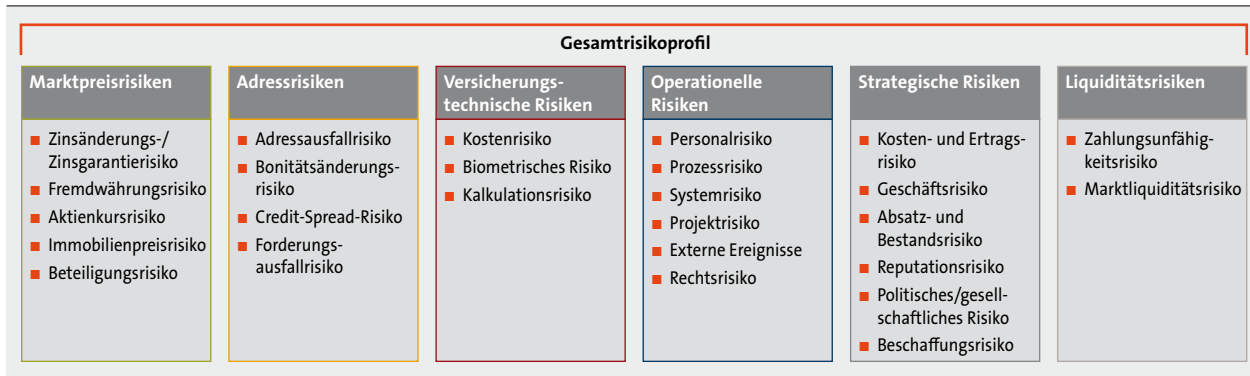 Gesamtrisikoprofil
Marktpreisrisiken
Zinsänderungs-/
Zinsgarantierisiko
Fremdwährungsrisiko
Aktienkursrisiko
Immobilienpreisrisiko
Beteiligungsrisiko
Adressrisiken
Adressausfallrisiko
Bonitätsänderungs-
risiko
Credit-Spread-Risiko
Forderungs-
ausfallrisiko
Versicherungs-
technische Risiken
Kostenrisiko
Biometrisches Risiko
Kalkulationsrisiko
Operationelle
Risiken
Personalrisiko
Prozessrisiko
Systemrisiko
Projektrisiko
Externe Ereignisse
Rechtsrisiko
Strategische Risiken
Kosten- und Ertrags-
risiko
Geschäftsrisiko
Absatz- und
Bestandsrisiko
Reputationsrisiko
Politisches/gesell-
schaftliches Risiko
Beschaffungsrisiko
Liquiditätsrisiken
Zahlungsunfähig-
keitsrisiko
Marktliquiditätsrisiko